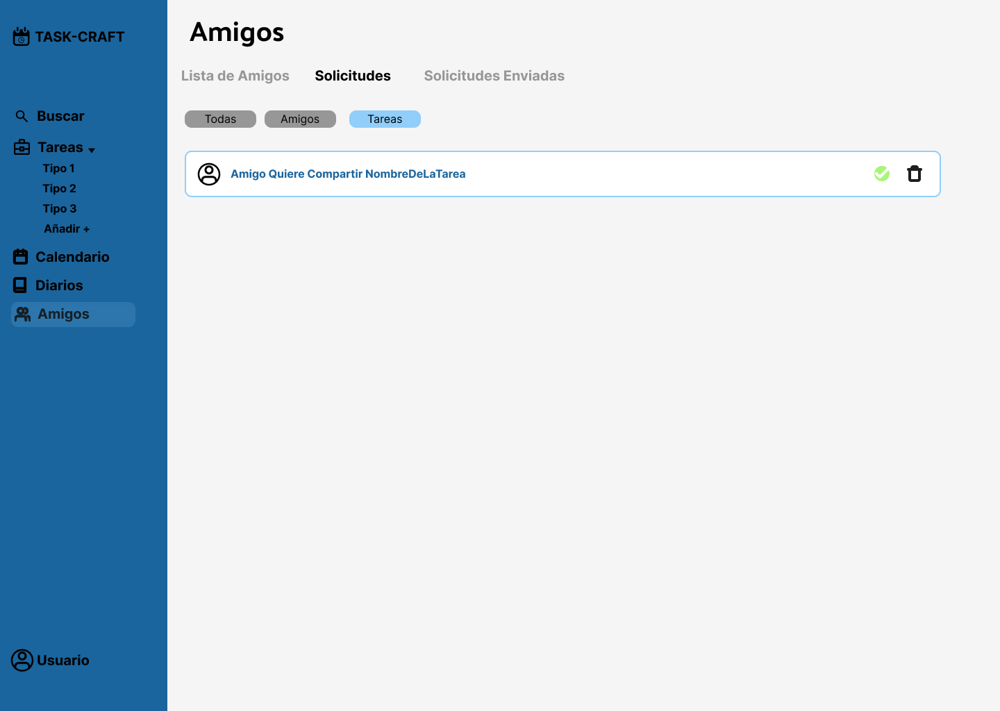 TASK-CRAFT
Buscar
Tareas
Tipo 1
Tipo 2
Tipo 3
Añadir +
Calendario
Diarios
Amigos
Usuario
Amigos
Lista de Amigos Solicitudes Solicitudes Enviadas
Todas Amigos Tareas
Amigo Quiere Compartir NombreDeLaTarea